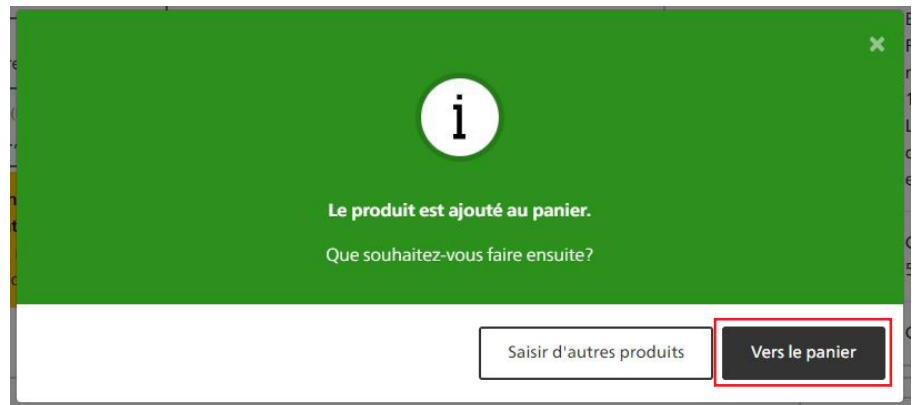 ×
i
Le produit est ajouté au panier.
Que souhaitez-vous faire ensuite?
Saisir d'autres produits
Vers le panier